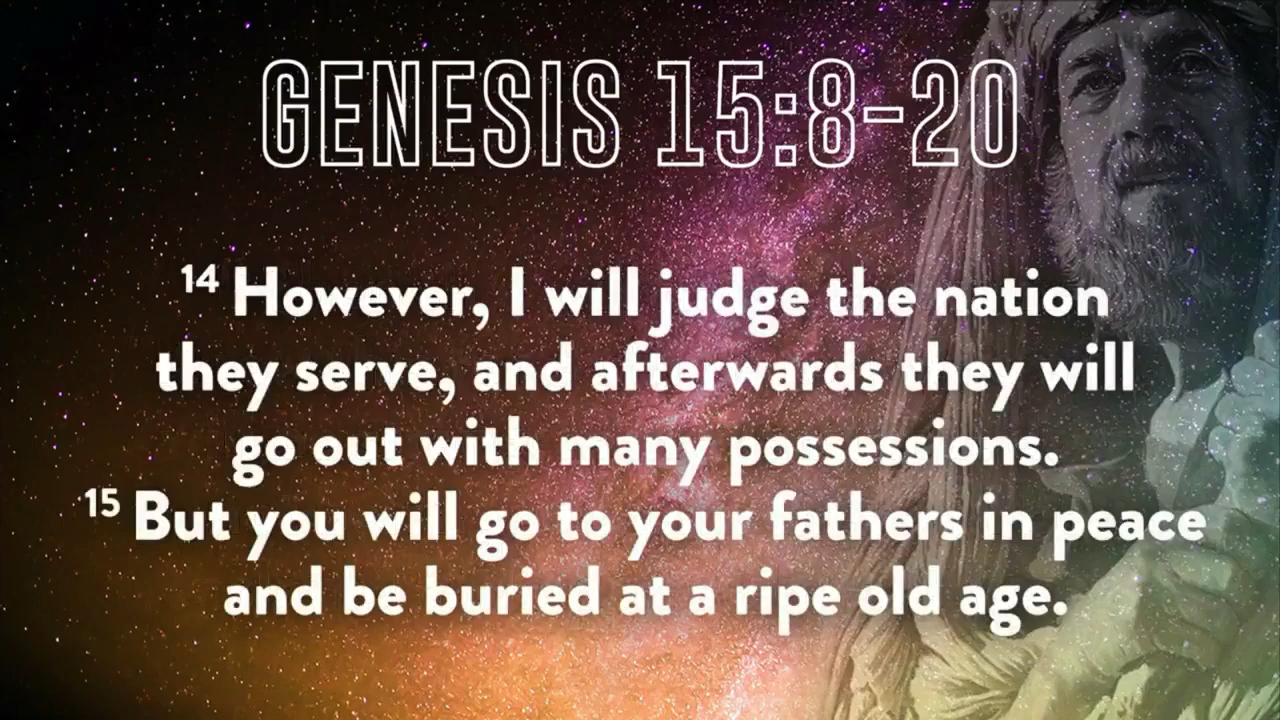 GENESIS 15:8-20
14 However, I will judge the nation
they serve, and afterwards they will
go out with many possessions.
15 But you will go to your fathers in peace
and be buried at a ripe old age.